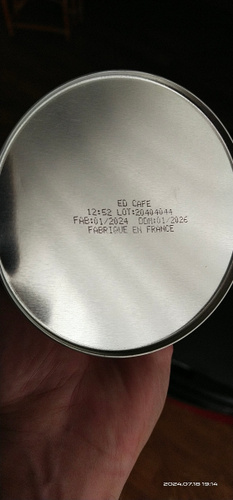 ED CAFE
12:52 LOT:20404044
FAB:01/2024 DDM:01/2026
FABRIQUE EN FRANCE
2024.07.18 19:14